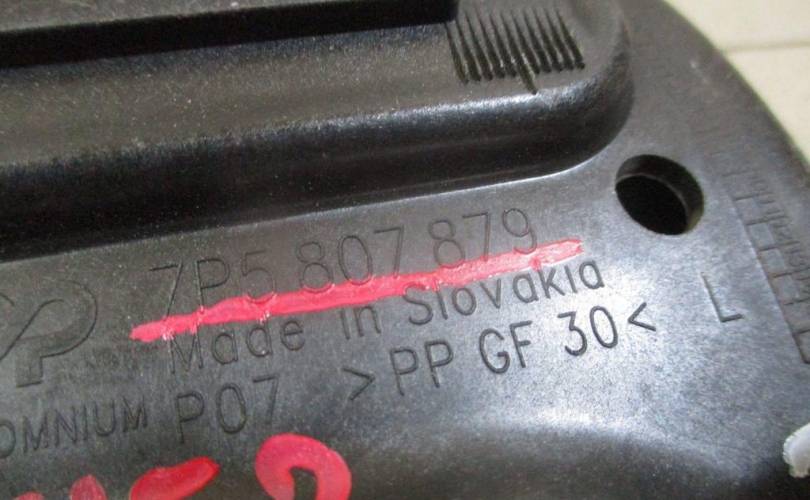 7P5 807 879
Made in Slovakia
>PP GF 30<
L
OMNIUM P07